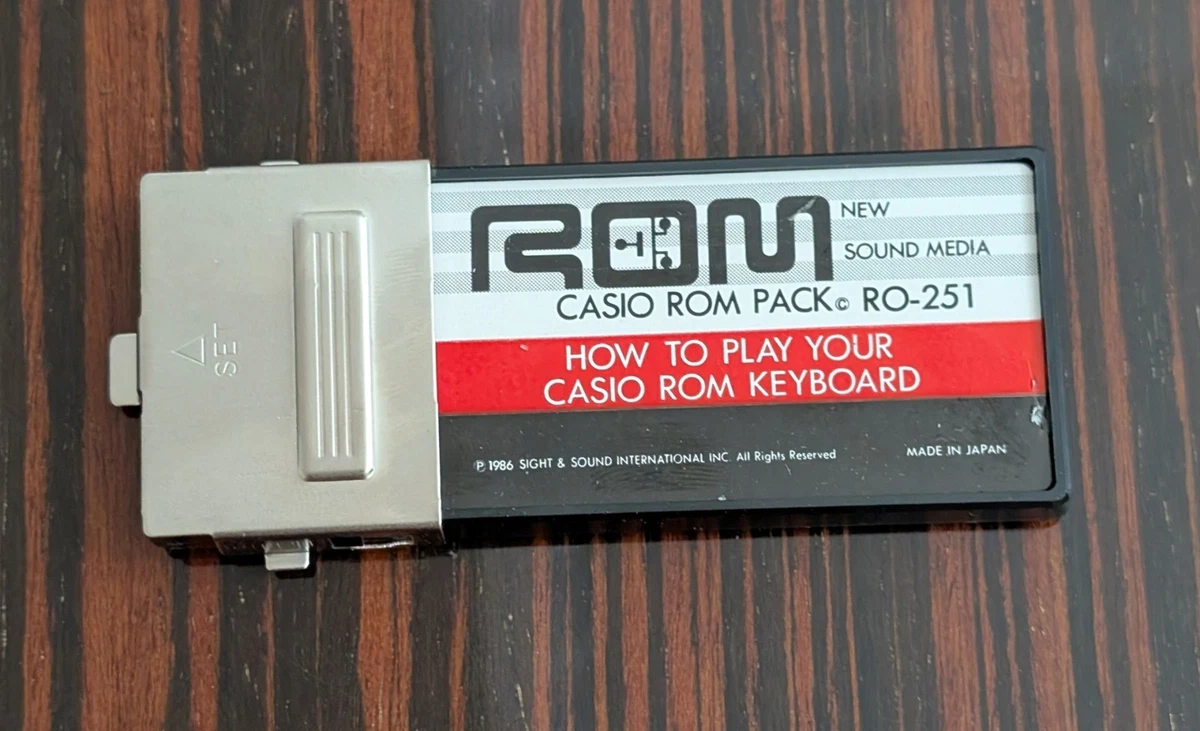 △
SET
ROM NEW
SOUND MEDIA
CASIO ROM PACK© RO-251
HOW TO PLAY YOUR
CASIO ROM KEYBOARD
℗ 1986 SIGHT & SOUND INTERNATIONAL INC. All Rights Reserved MADE IN JAPAN